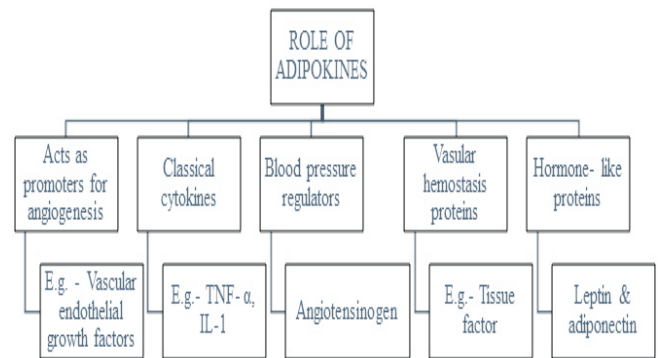 ROLE OF
ADIPOKINES
Acts as
promoters for
angiogenesis
Classical
cytokines
Blood pressure
regulators
Vasular
hemostasis
proteins
Hormone- like
proteins
E.g. - Vascular
endothelial
growth factors
E.g.- TNF- α,
IL-1
Angiotensinogen
E.g.- Tissue
factor
Leptin &
adiponectin